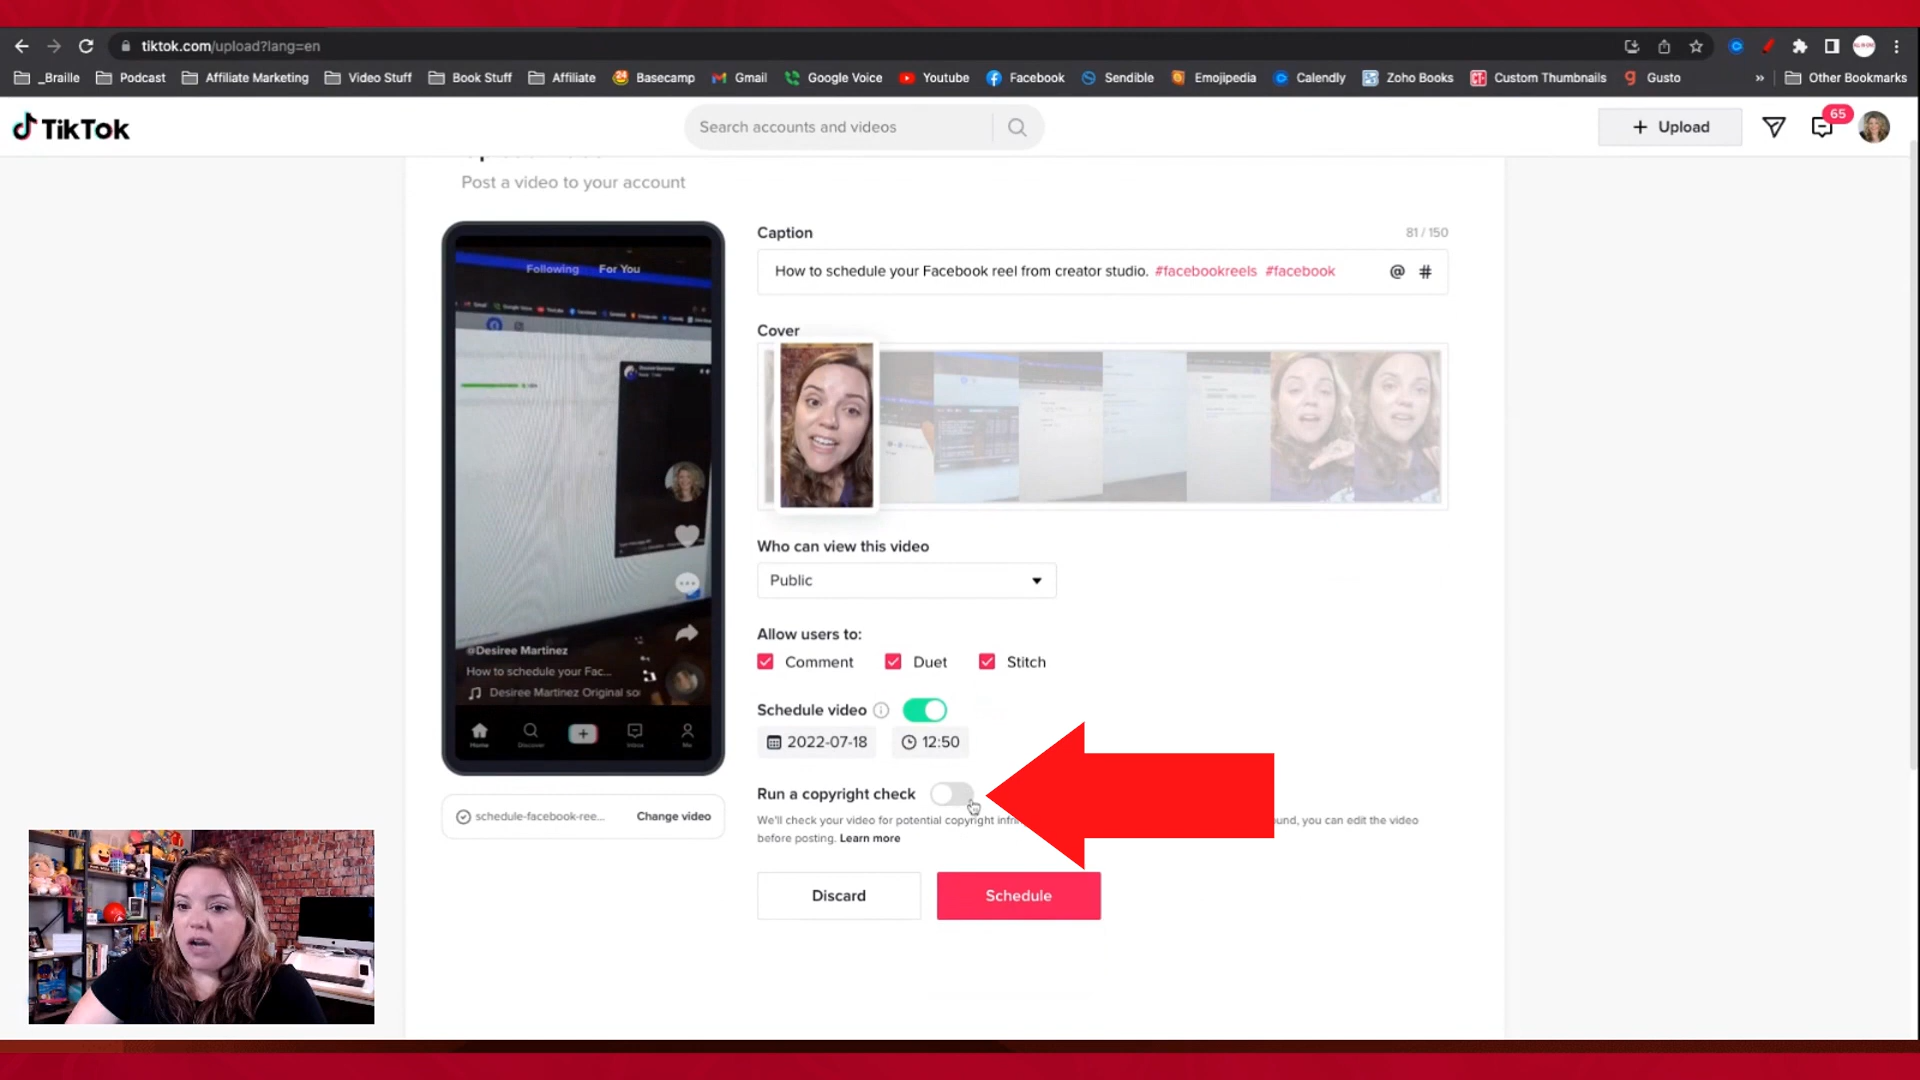 tiktok.com/upload?lang=en
_Braille Podcast Affiliate Marketing Video Stuff Book Stuff Affiliate Basecamp Gmail Google Voice Youtube Facebook Sendible Emojipedia Calendly Zoho Books Custom Thumbnails Gusto » Other Bookmarks
TikTok
Search accounts and videos
+ Upload
65
Post a video to your account
Following For You
@Desiree Martinez
How to schedule your Fac...
Desiree Martinez Original so
Home Discover Inbox Me
schedule-facebook-ree... Change video
Caption 81 / 150
How to schedule your Facebook reel from creator studio. #facebookreels #facebook @ #
Cover
Who can view this video
Public
Allow users to:
Comment Duet Stitch
Schedule video
2022-07-18 12:50
Run a copyright check
We'll check your video for potential copyright und, you can edit the video
before posting. Learn more
Discard Schedule